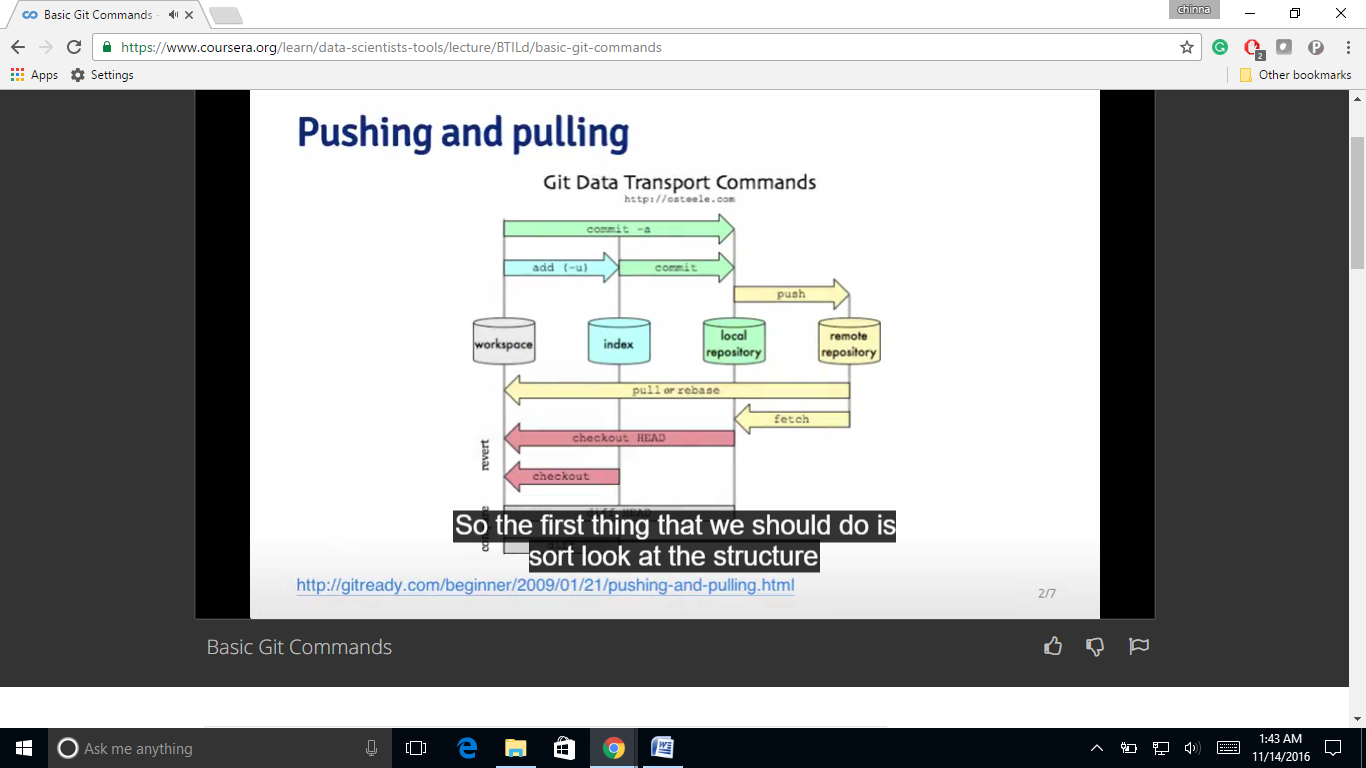 Basic Git Commands -
chinna
https://www.coursera.org/learn/data-scientists-tools/lecture/BTILd/basic-git-commands
2
P
Apps
Settings
Other bookmarks
Pushing and pulling
Git Data Transport Commands
http://osteele.com
commit -a
add (-u)
commit
push
workspace
index
local
repository
remote
repository
pull or rebase
fetch
checkout HEAD
revert
checkout
diff HEAD
So the first thing that we should do is
sort look at the structure
http://gitready.com/beginner/2009/01/21/pushing-and-pulling.html
2/7
Basic Git Commands
Ask me anything
1:43 AM
11/14/2016